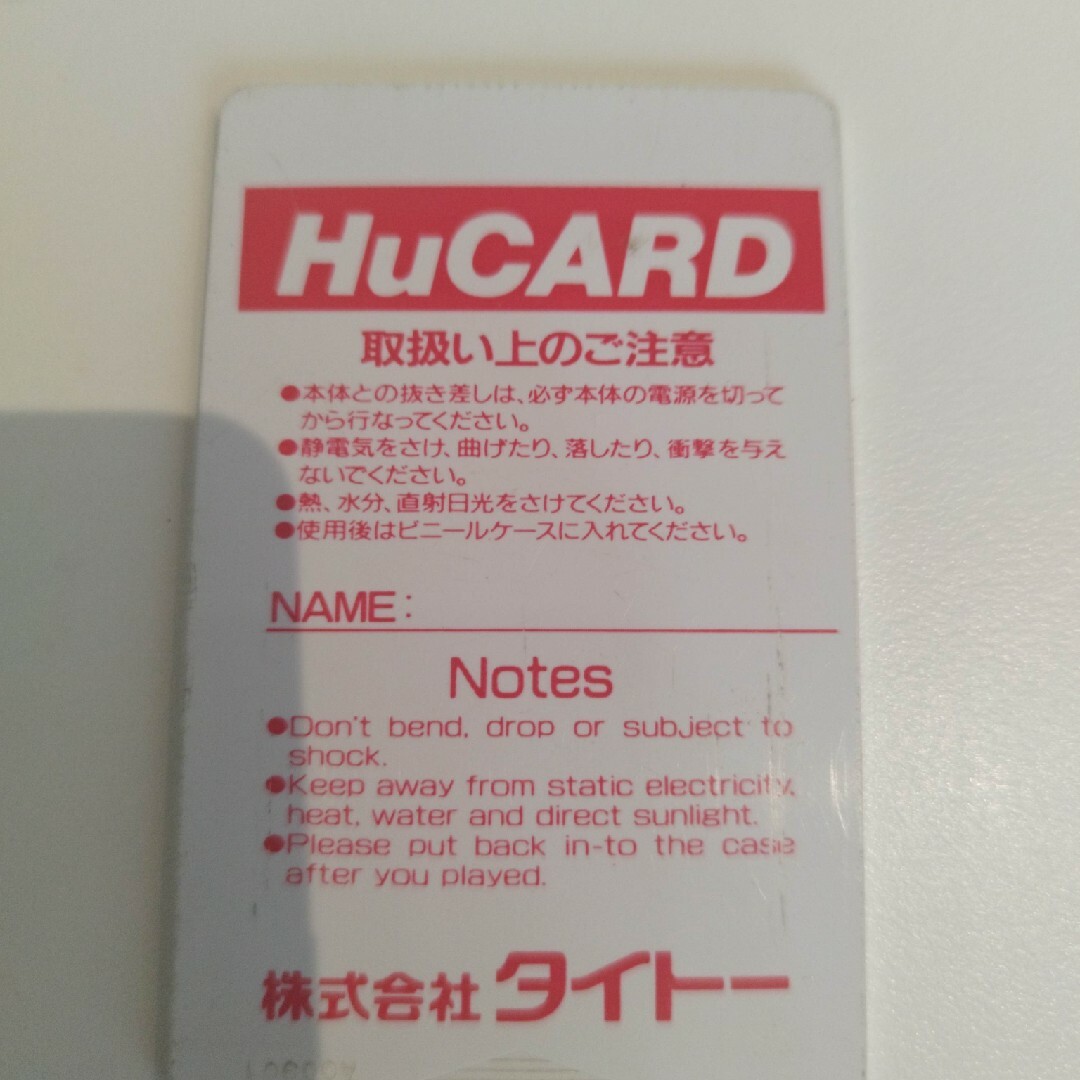 HuCARD
取扱い上のご注意
●本体との抜き差しは、必ず本体の電源を切って
から行なってください。
●静電気をさけ、曲げたり、落したり、衝撃を与え
ないでください。
●熱、水分、直射日光をさけてください。
●使用後はビニールケースに入れてください。
NAME:
Notes
●Don't bend, drop or subject to
shock.
●Keep away from static electricity,
heat, water and direct sunlight.
●Please put back in-to the case
after you played.
株式会社 タイトー